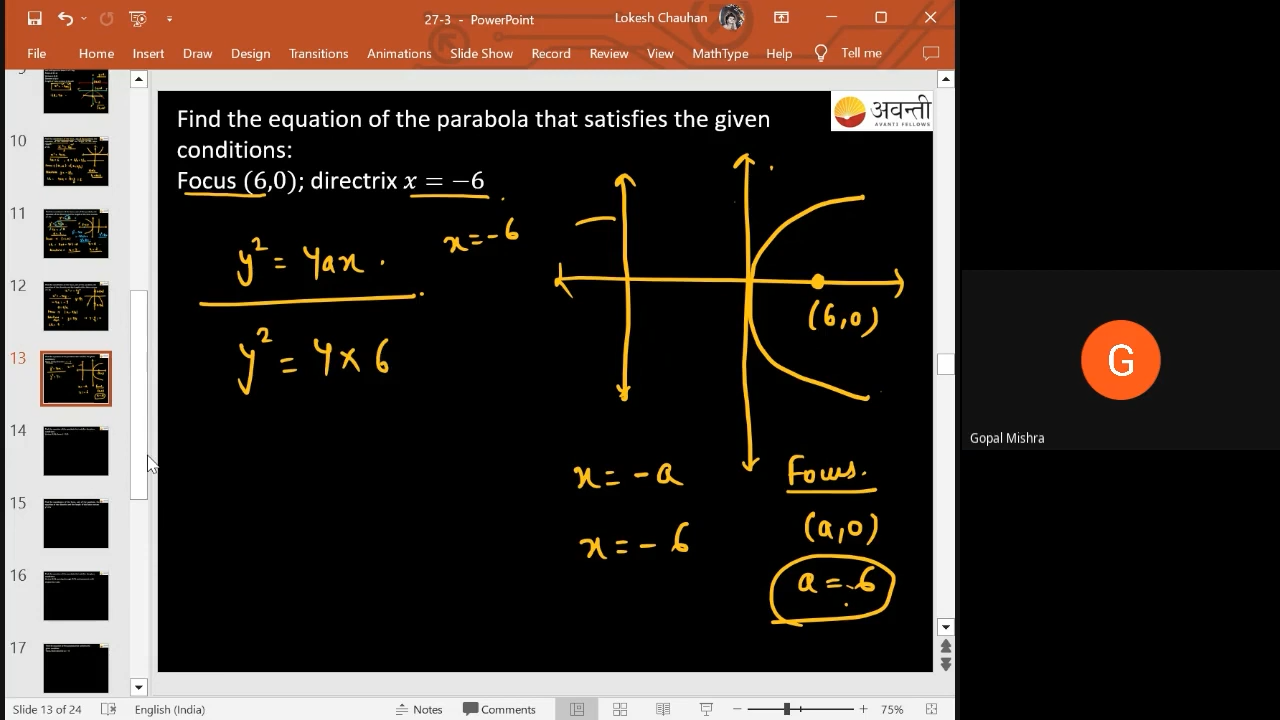 27-3 - PowerPoint
Lokesh Chauhan
File Home Insert Draw Design Transitions Animations Slide Show Record Review View MathType Help Tell me
10
11
12
13
14
15
16
17
Find the equation of the parabola that satisfies the given
conditions:
Focus (6,0); directrix x = −6
अवन्ती
AVANTI FELLOWS
x = -6
y² = 4ax
y² = 4 × 6
(6,0)
x = -a
x = - 6
Focus.
(a,0)
a = 6
G
Gopal Mishra
Slide 13 of 24 English (India) Notes Comments 75%